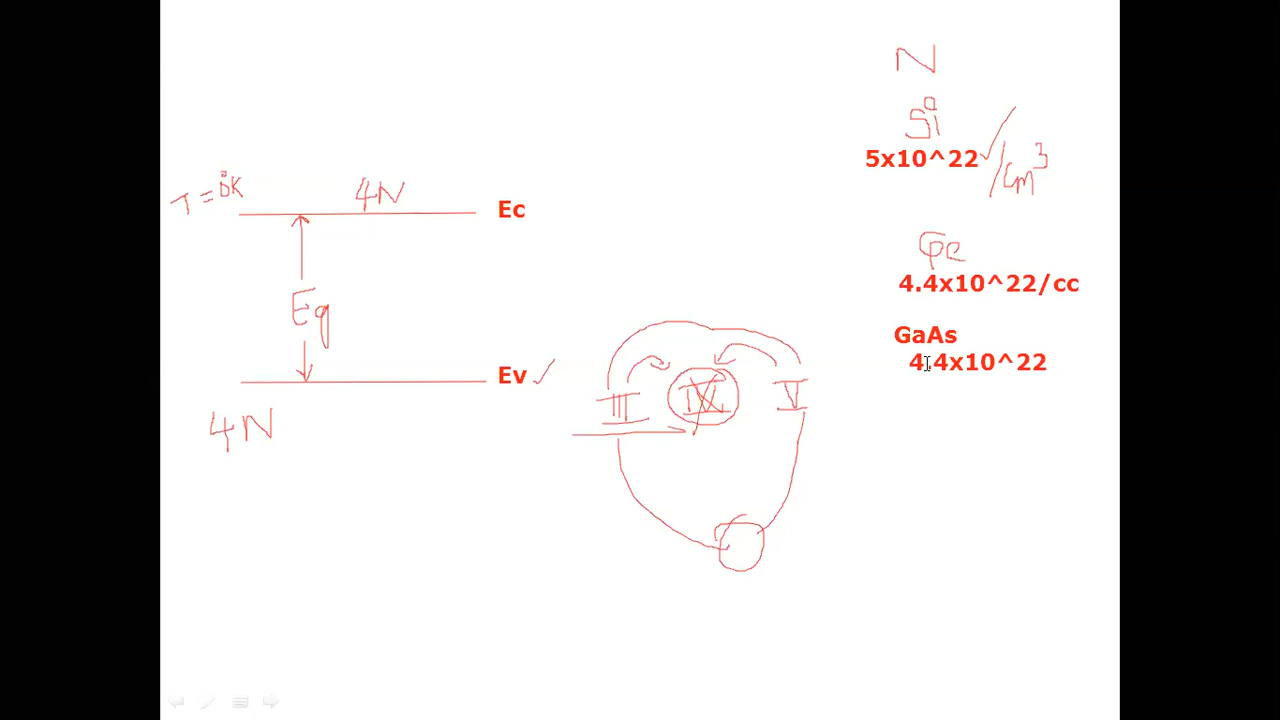 T = 0°K
4N
Ec
Eg
Ev ✓
4N
III
IV
V
N
Si
5x10^22 ✓ /cm³
Ge
4.4x10^22/cc
GaAs
4.4x10^22